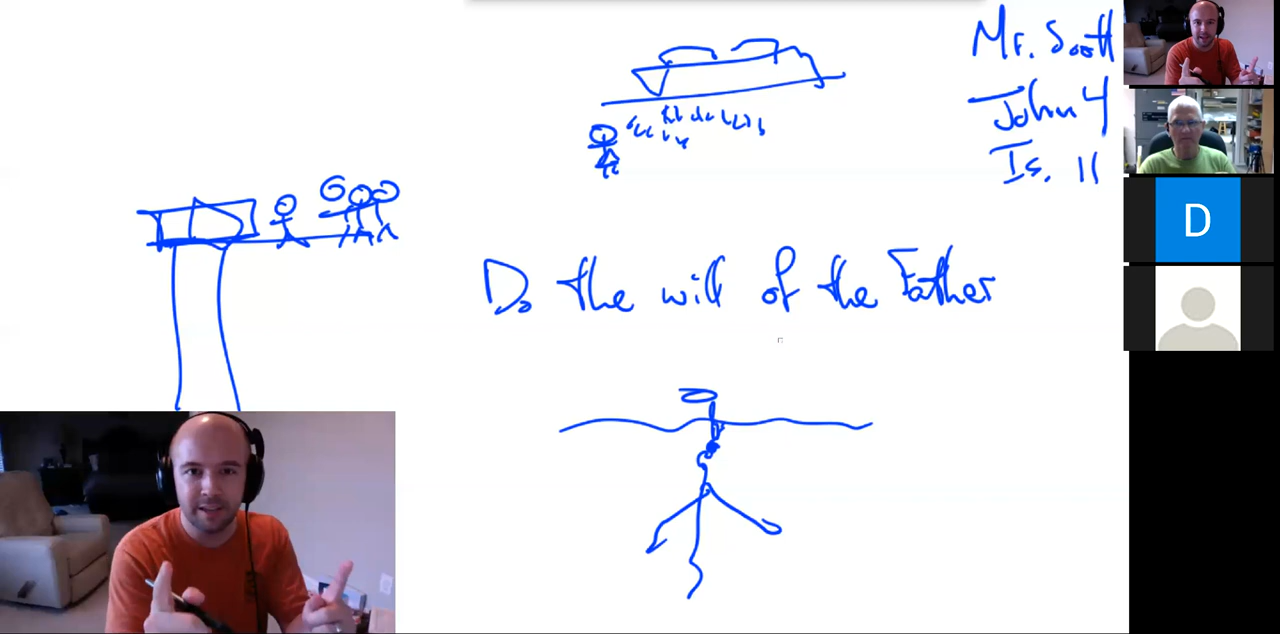 Mr. Scott
John 4
Is. 11
D
Do the will of the Father